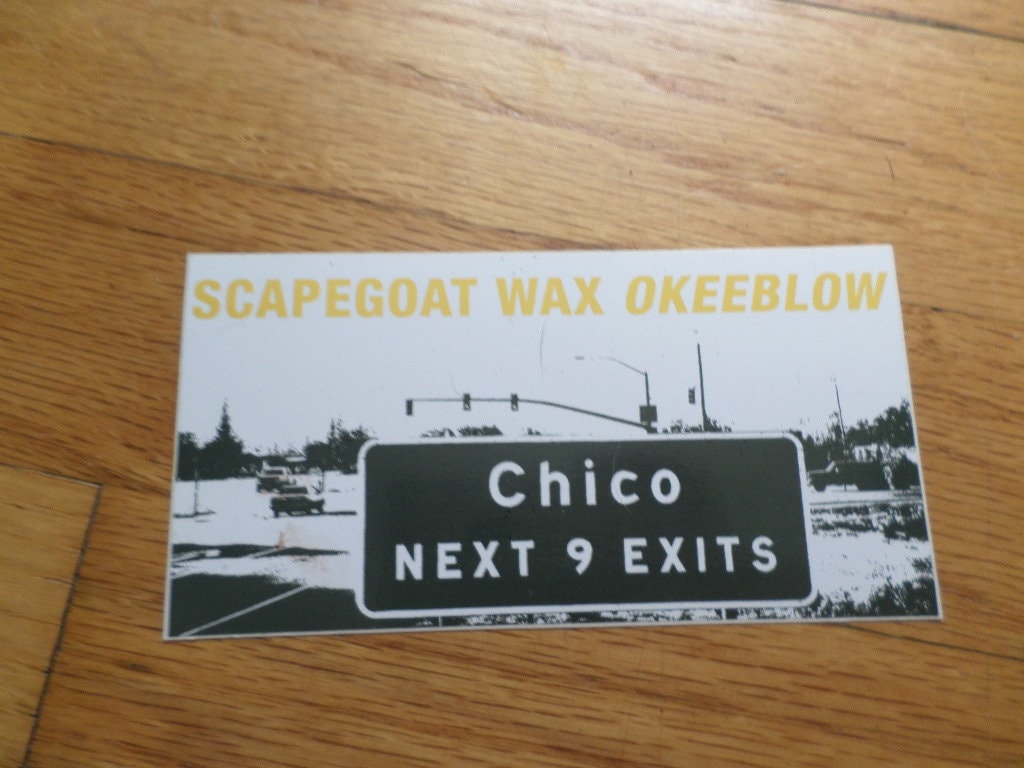 SCAPEGOAT WAX OKEEBLOW
Chico
NEXT 9 EXITS